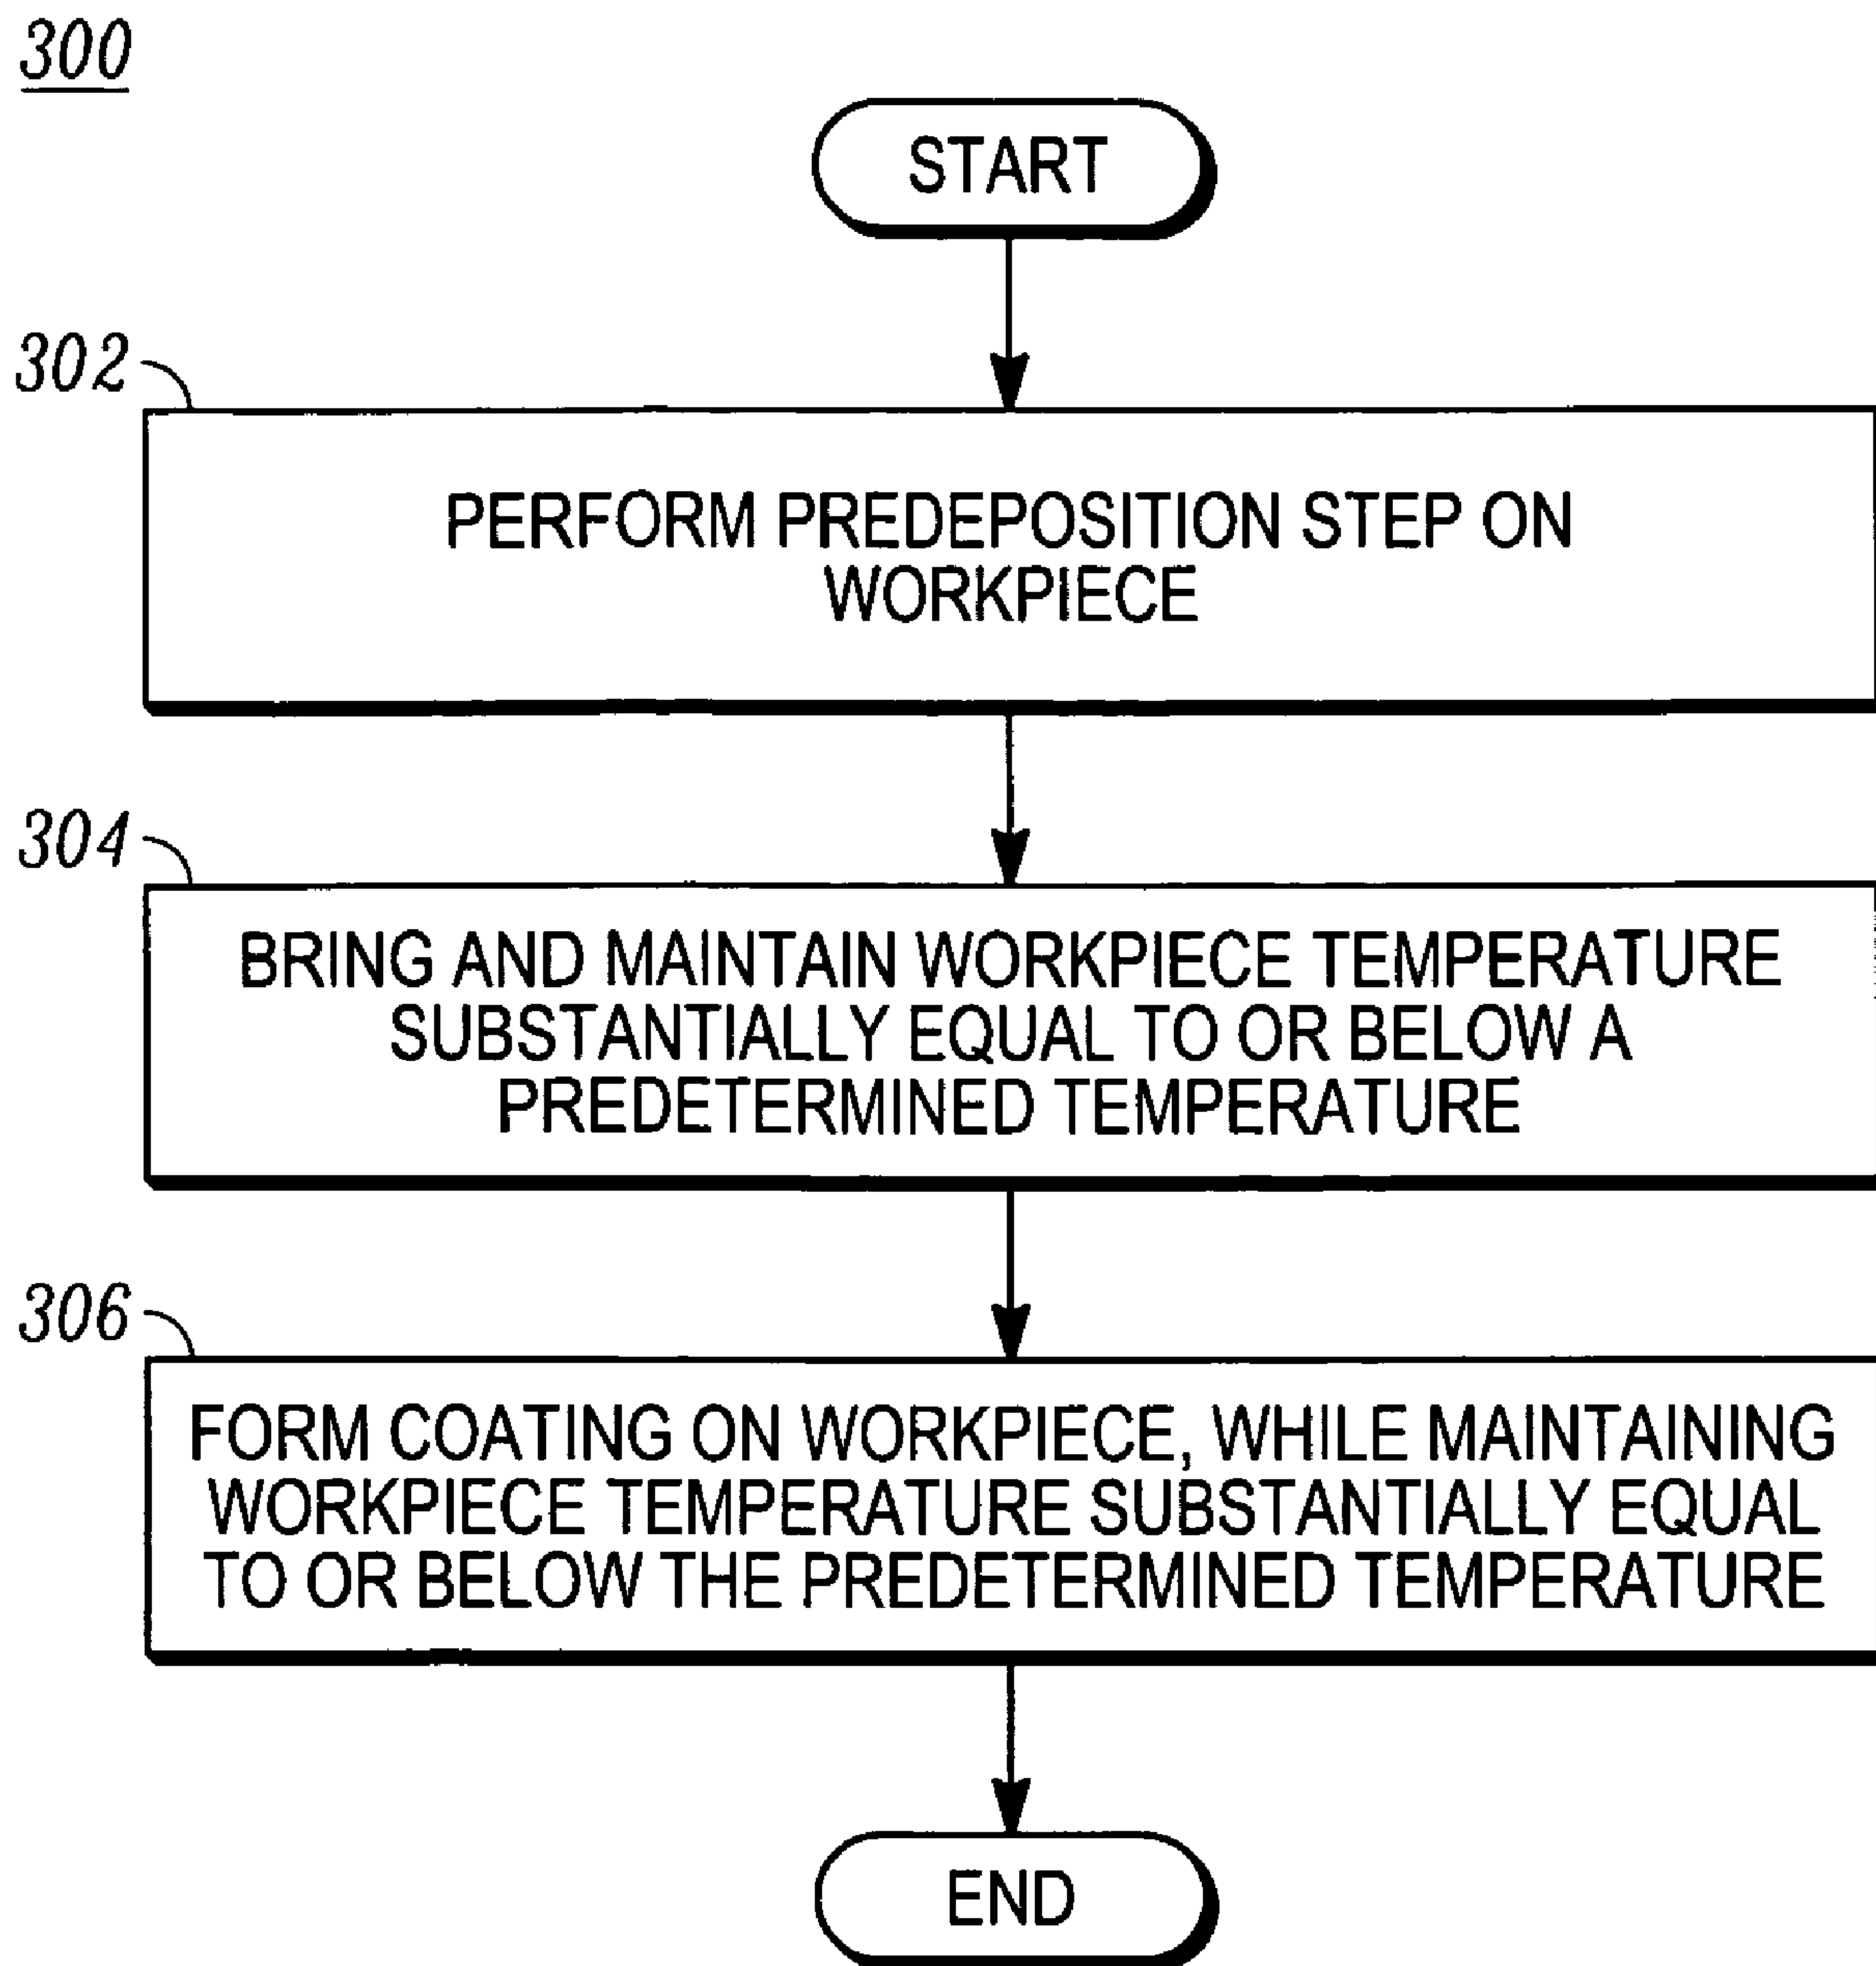 300
START
302
PERFORM PREDEPOSITION STEP ON
WORKPIECE
304
BRING AND MAINTAIN WORKPIECE TEMPERATURE
SUBSTANTIALLY EQUAL TO OR BELOW A
PREDETERMINED TEMPERATURE
306
FORM COATING ON WORKPIECE, WHILE MAINTAINING
WORKPIECE TEMPERATURE SUBSTANTIALLY EQUAL
TO OR BELOW THE PREDETERMINED TEMPERATURE
END